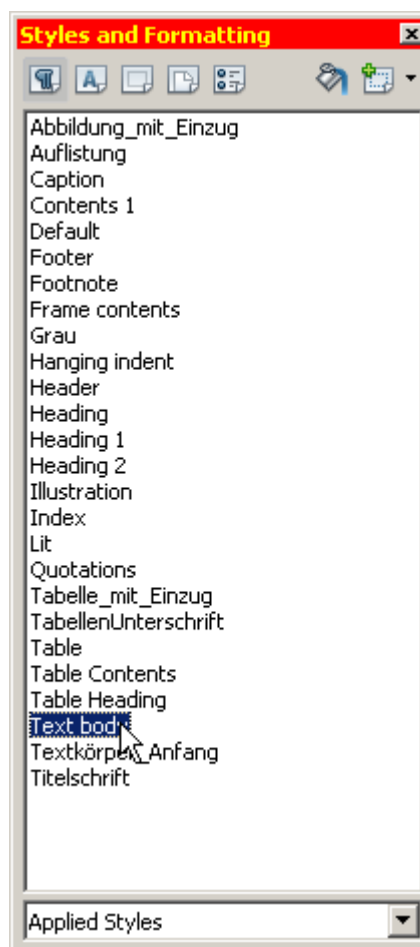 Styles and Formatting
Abbildung_mit_Einzug
Auflistung
Caption
Contents 1
Default
Footer
Footnote
Frame contents
Grau
Hanging indent
Header
Heading
Heading 1
Heading 2
Illustration
Index
Lit
Quotations
Tabelle_mit_Einzug
TabellenUnterschrift
Table
Table Contents
Table Heading
Text body
Textkörper_Anfang
Titelschrift
Applied Styles